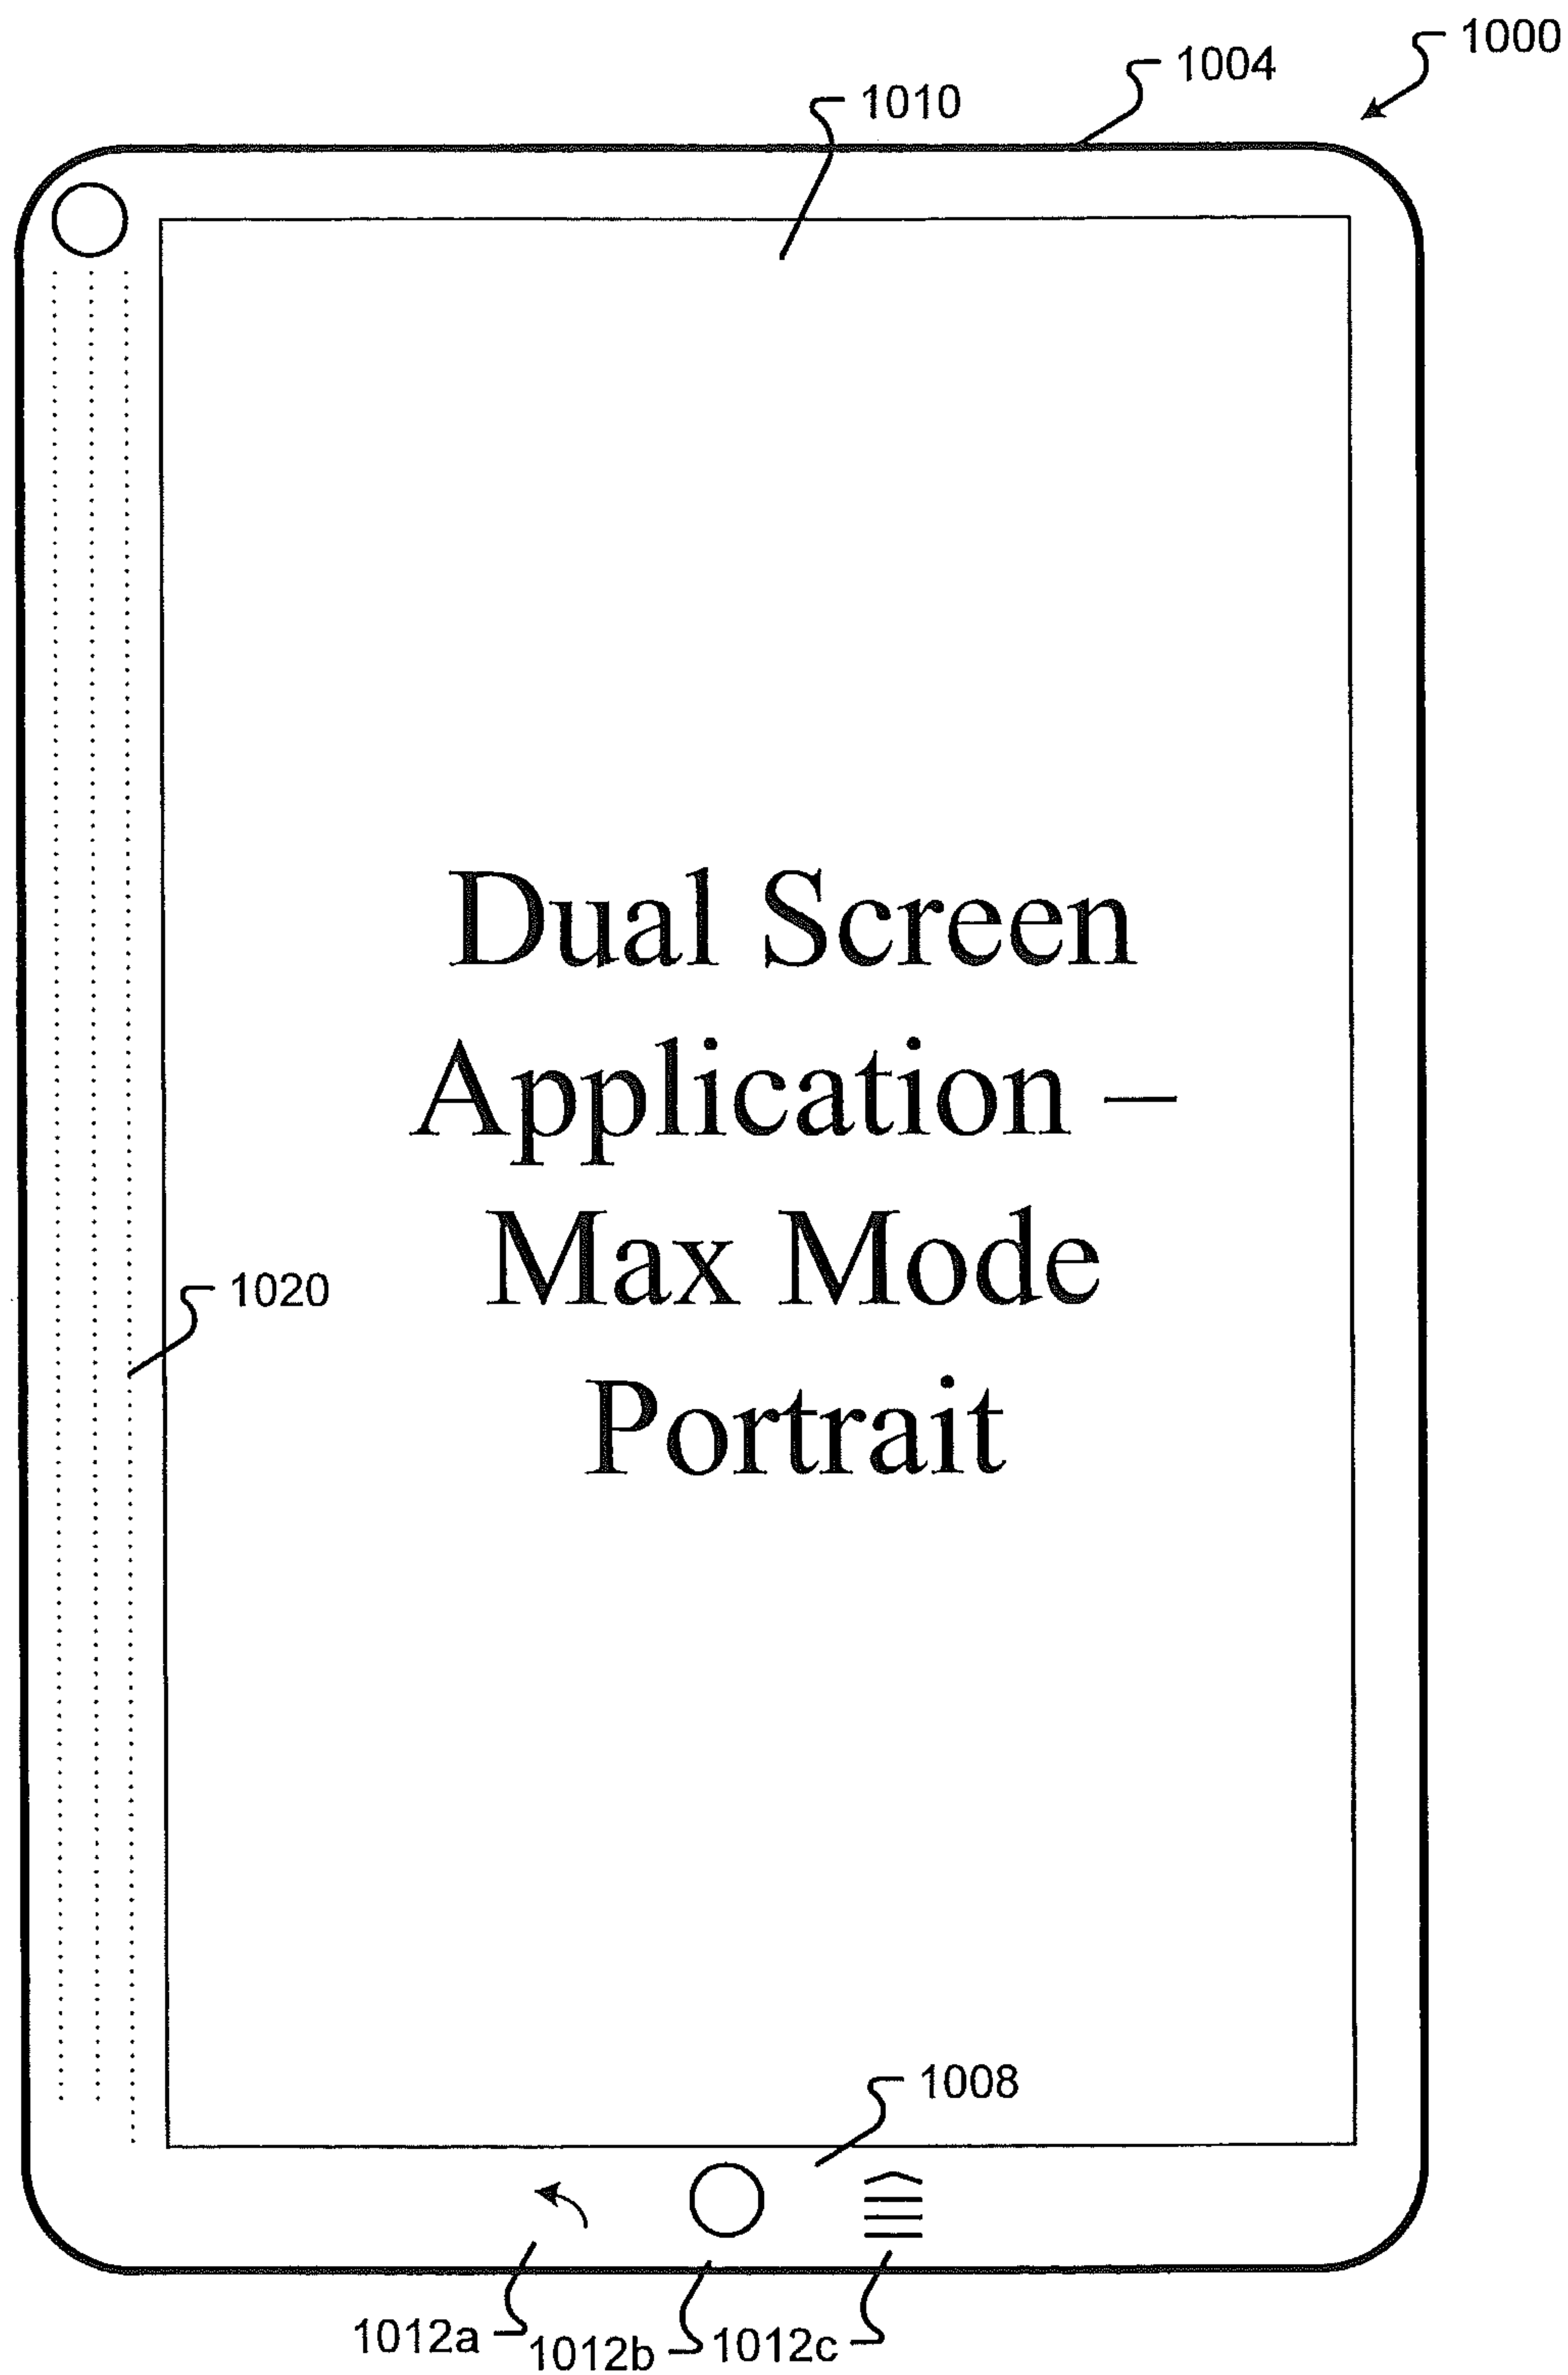 1000
1004
1010
Dual Screen
Application –
Max Mode
Portrait
1020
1008
1012a
1012b
1012c